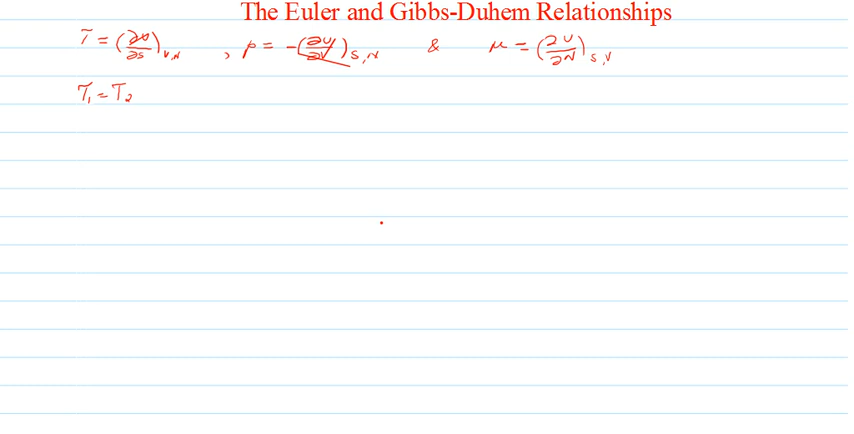 The Euler and Gibbs-Duhem Relationships
T = (∂U/∂S)_{V,N} , p = -(∂U/∂V)_{S,N} & μ = (∂U/∂N)_{S,V}
T₁ = T₂